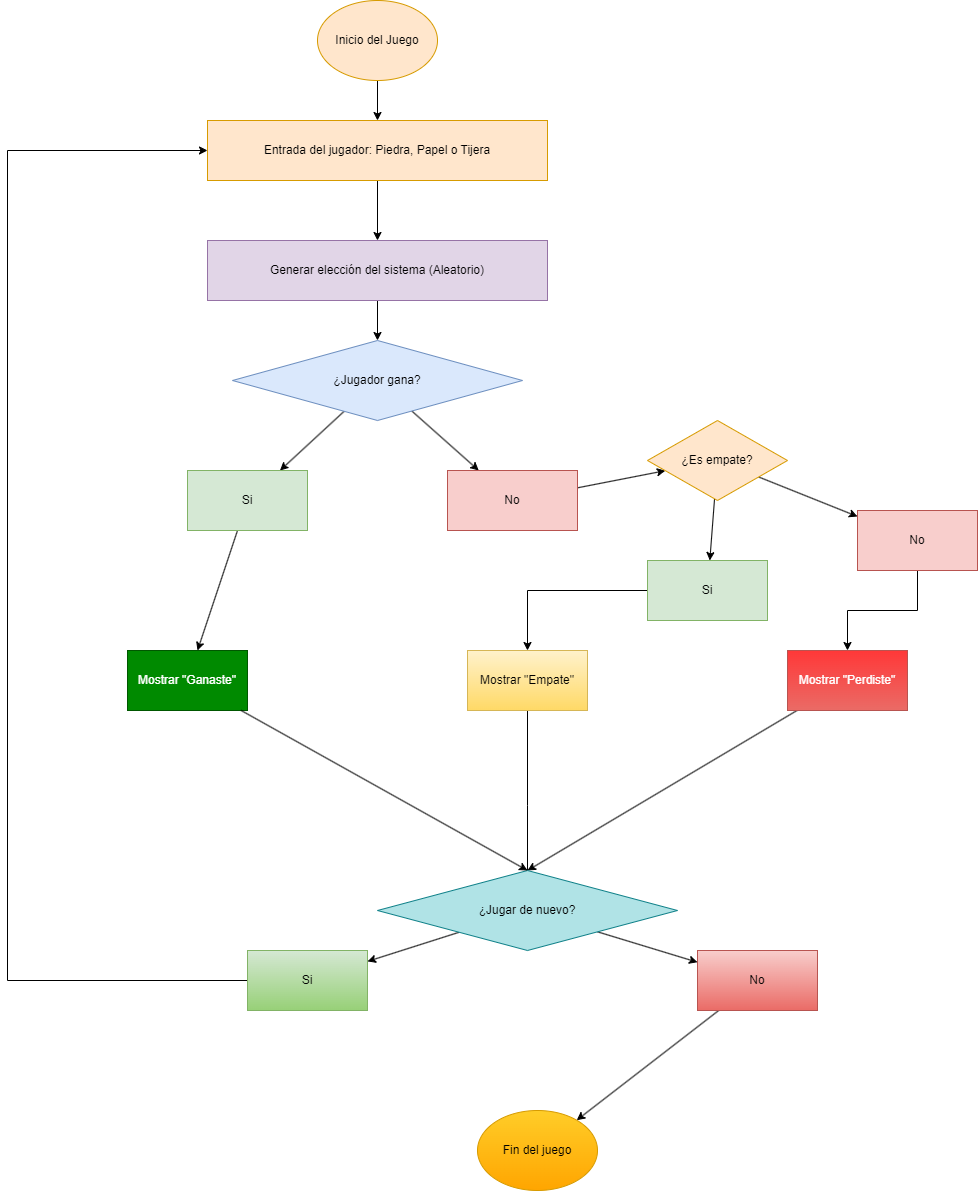 Inicio del Juego
Entrada del jugador: Piedra, Papel o Tijera
Generar elección del sistema (Aleatorio)
¿Jugador gana?
¿Es empate?
Si
No
No
Si
Mostrar "Ganaste"
Mostrar "Empate"
Mostrar "Perdiste"
¿Jugar de nuevo?
Si
No
Fin del juego